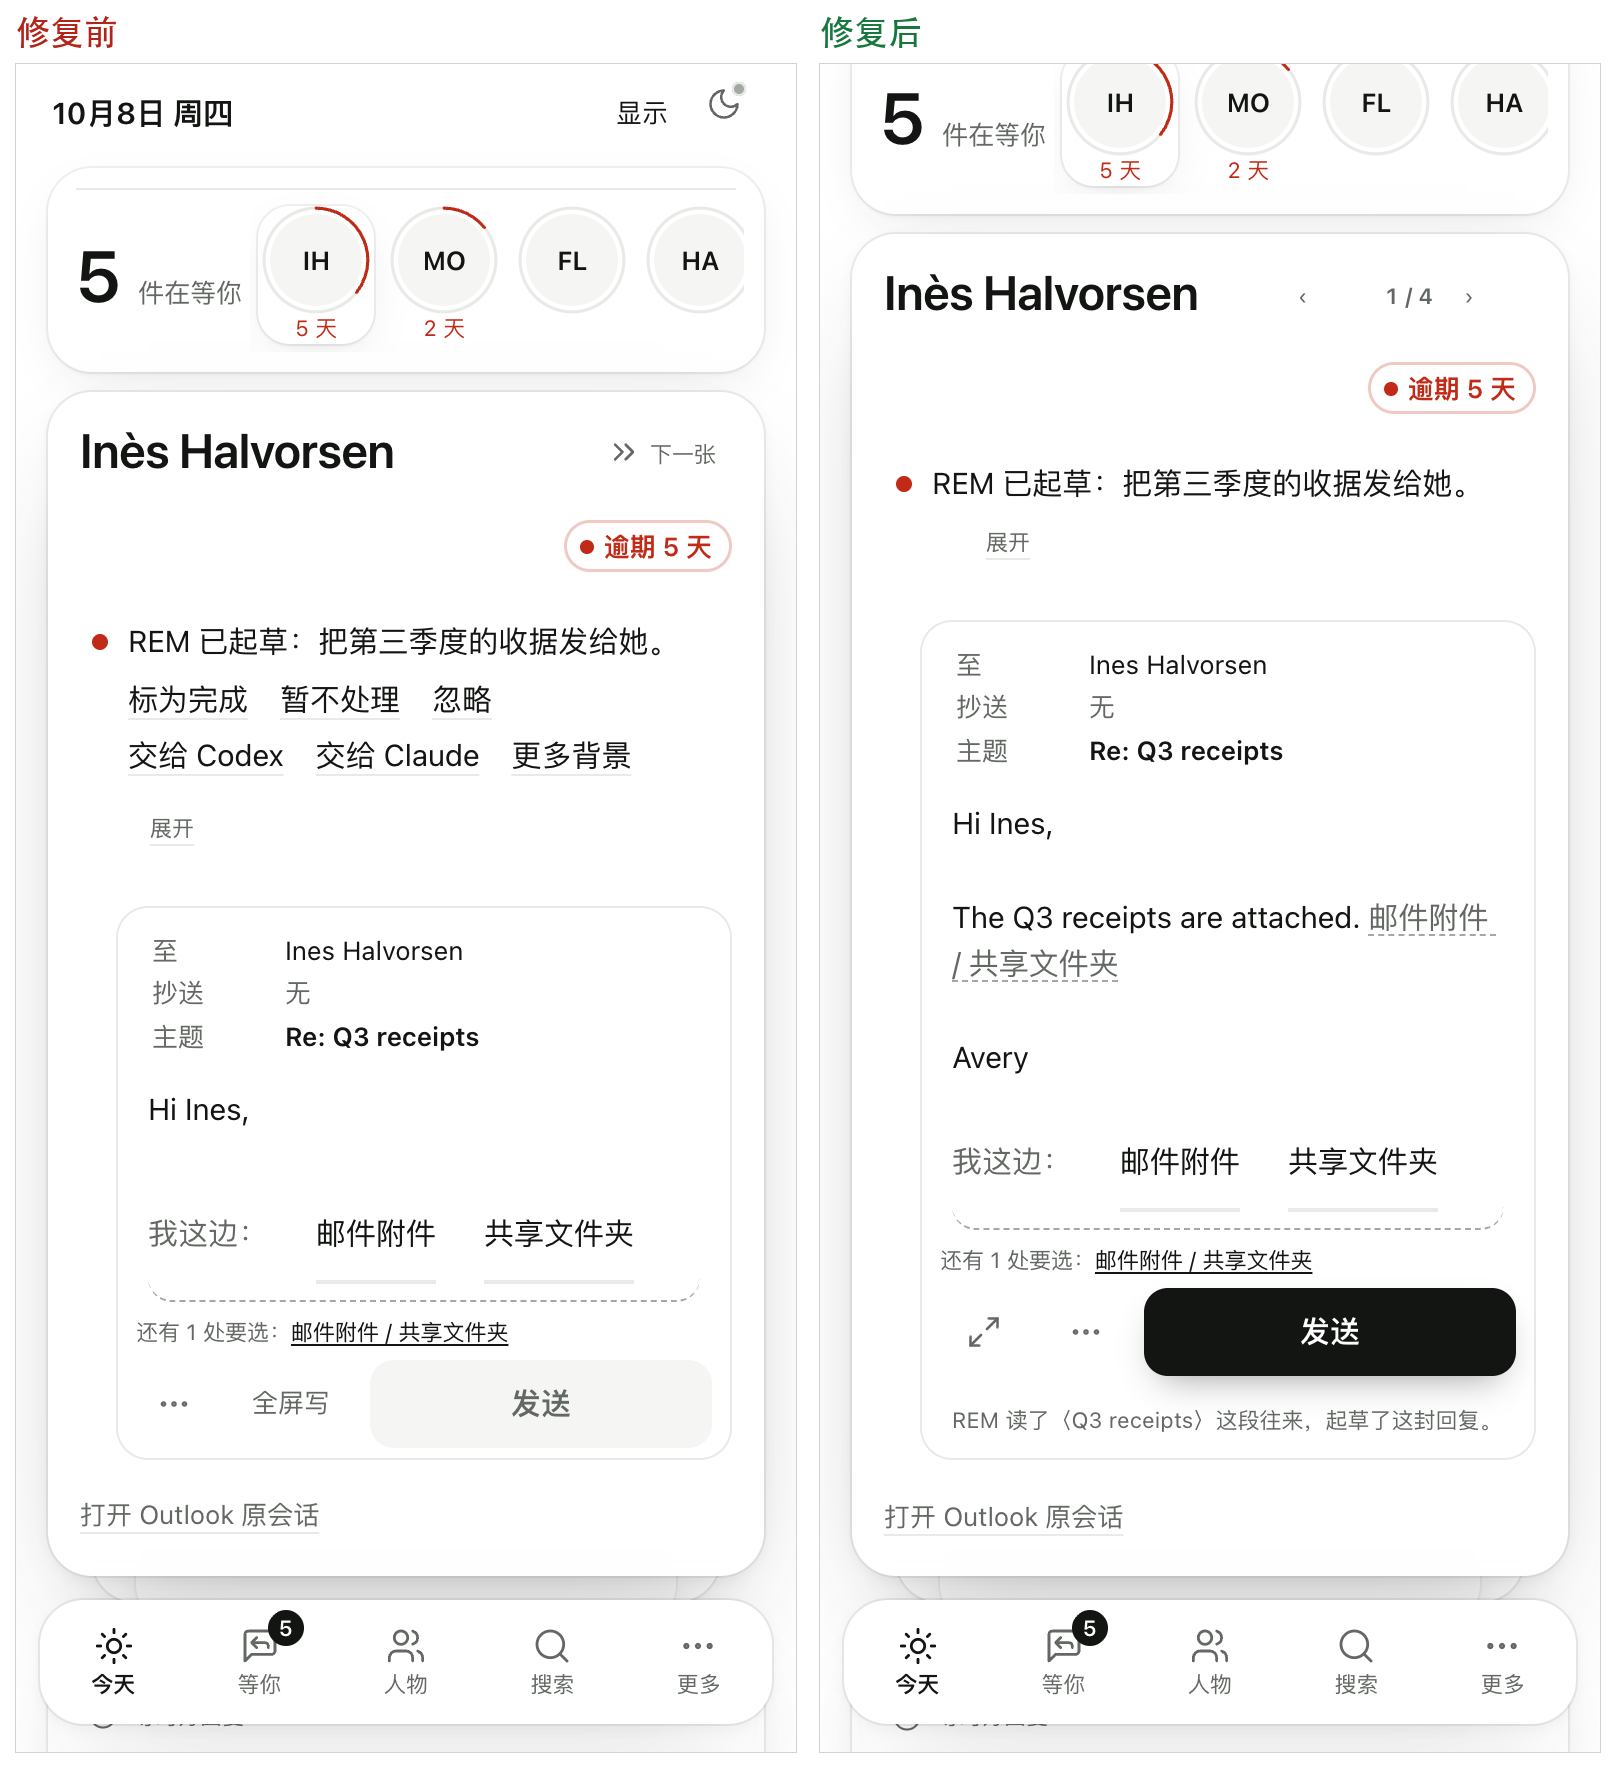 修复前
10月8日 周四
显示
5 件在等你
IH
MO
FL
HA
5 天
2 天
Inès Halvorsen
下一张
逾期 5 天
REM 已起草：把第三季度的收据发给她。
标为完成 暂不处理 忽略
交给 Codex 交给 Claude 更多背景
展开
至 Ines Halvorsen
抄送 无
主题 Re: Q3 receipts
Hi Ines,
我这边： 邮件附件 共享文件夹
还有 1 处要选：邮件附件 / 共享文件夹
全屏写
发送
打开 Outlook 原会话
今天
5
等你
人物
搜索
更多
修复后
5 件在等你
IH
MO
FL
HA
5 天
2 天
Inès Halvorsen
‹ 1 / 4 ›
逾期 5 天
REM 已起草：把第三季度的收据发给她。
展开
至 Ines Halvorsen
抄送 无
主题 Re: Q3 receipts
Hi Ines,
The Q3 receipts are attached. 邮件附件
/ 共享文件夹
Avery
我这边： 邮件附件 共享文件夹
还有 1 处要选：邮件附件 / 共享文件夹
发送
REM 读了〈Q3 receipts〉这段往来，起草了这封回复。
打开 Outlook 原会话
今天
5
等你
人物
搜索
更多